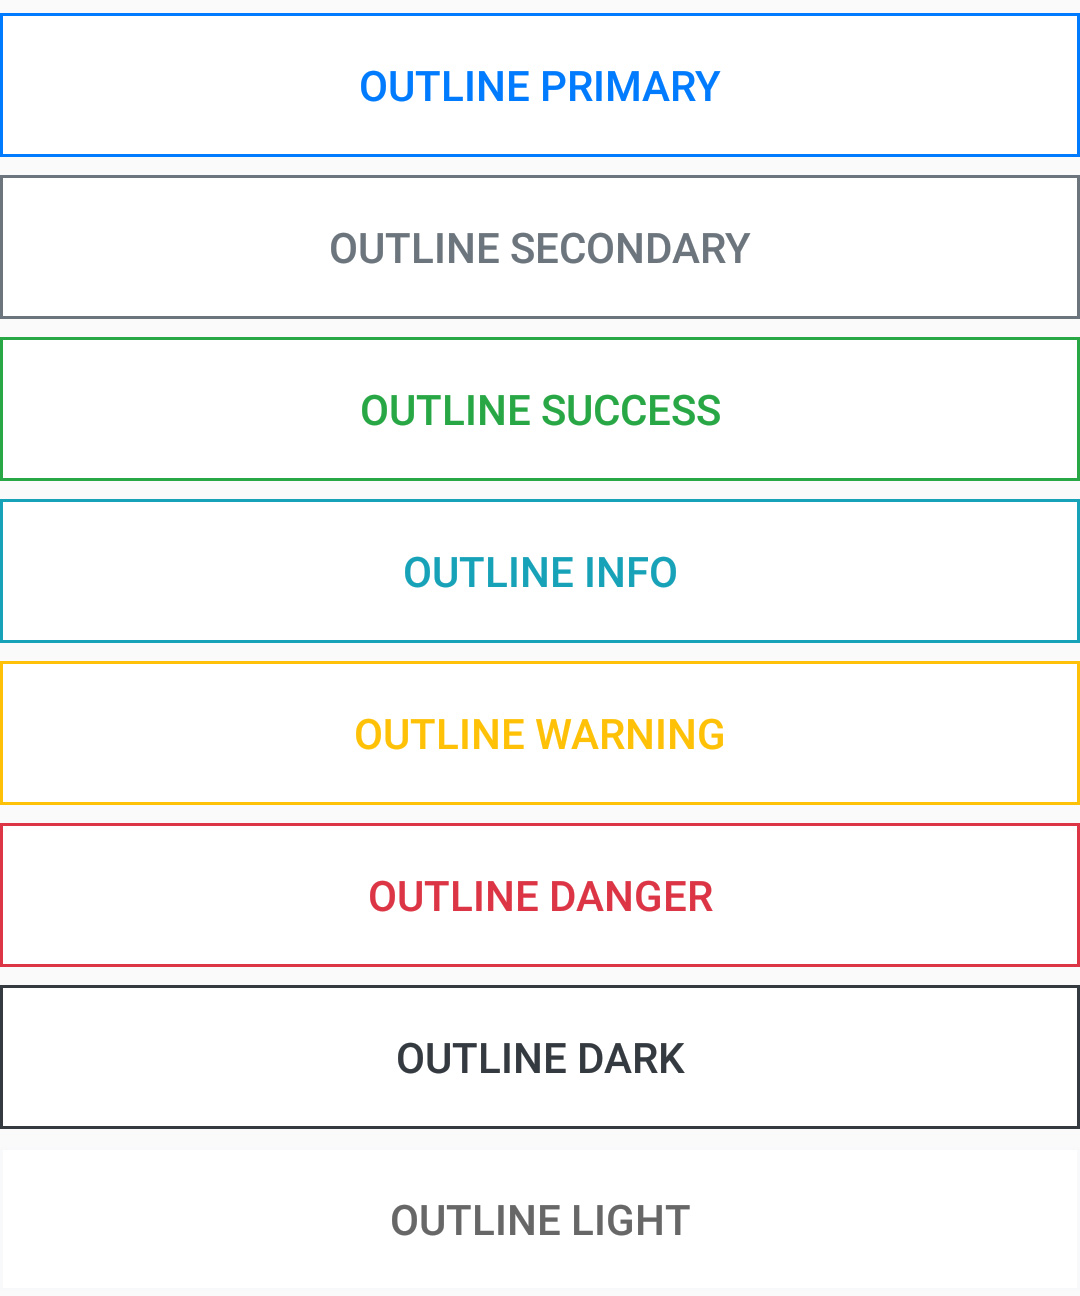 OUTLINE PRIMARY
OUTLINE SECONDARY
OUTLINE SUCCESS
OUTLINE INFO
OUTLINE WARNING
OUTLINE DANGER
OUTLINE DARK
OUTLINE LIGHT